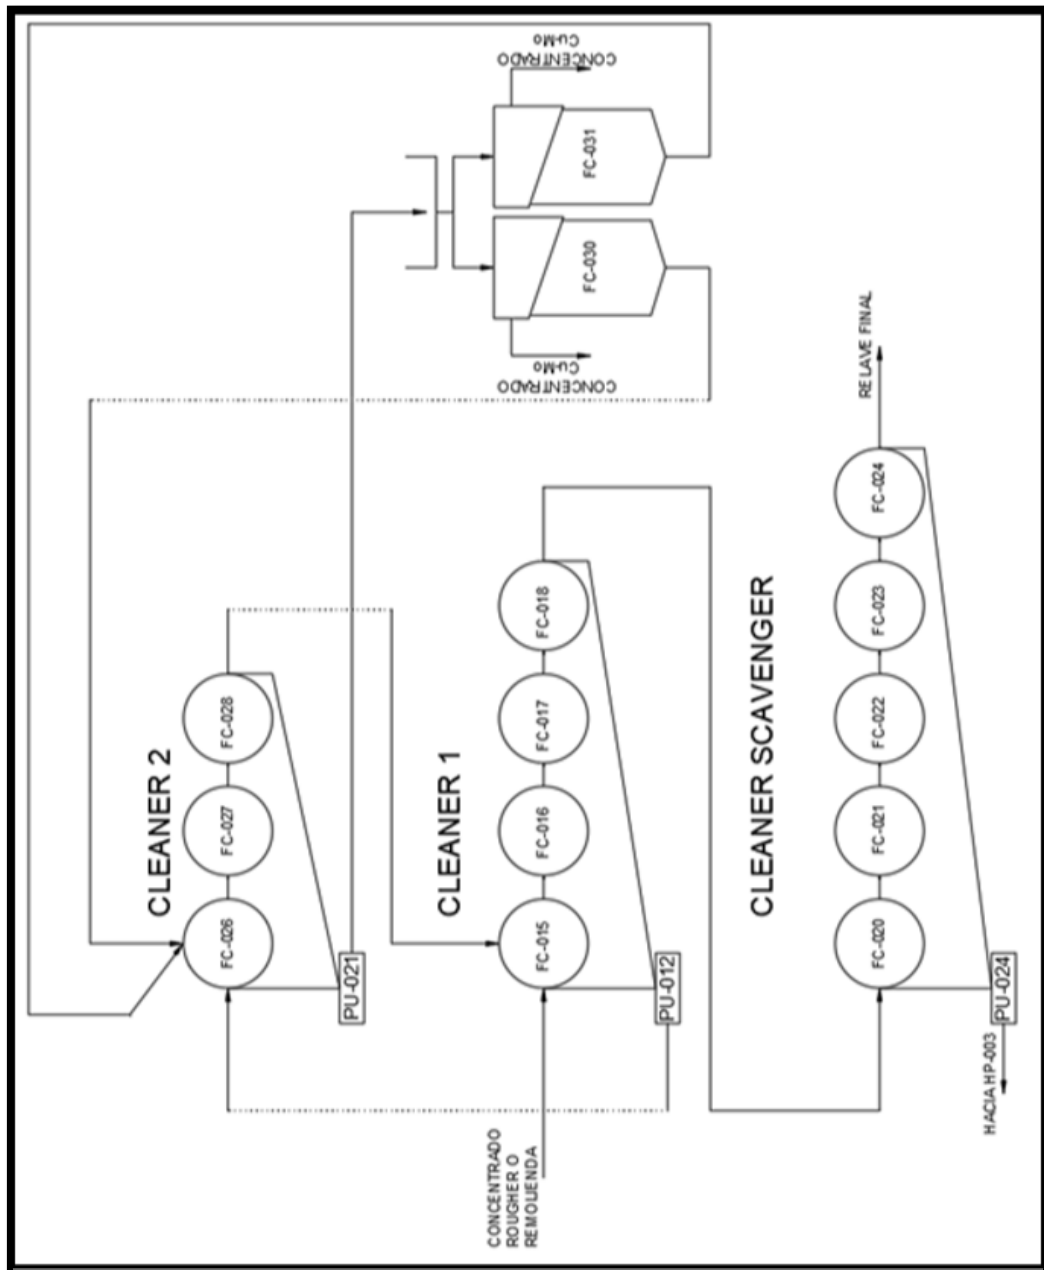 CONCENTRADO
Cu-Mo
FC-031
FC-030
CONCENTRADO
Cu-Mo
CLEANER 2
FC-026
FC-027
FC-028
PU-021
CLEANER 1
FC-015
FC-016
FC-017
FC-018
PU-012
CONCENTRADO
ROUGHER O
REMOLIENDA
CLEANER SCAVENGER
FC-020
FC-021
FC-022
FC-023
FC-024
RELAVE FINAL
PU-024
HACIA HP-003